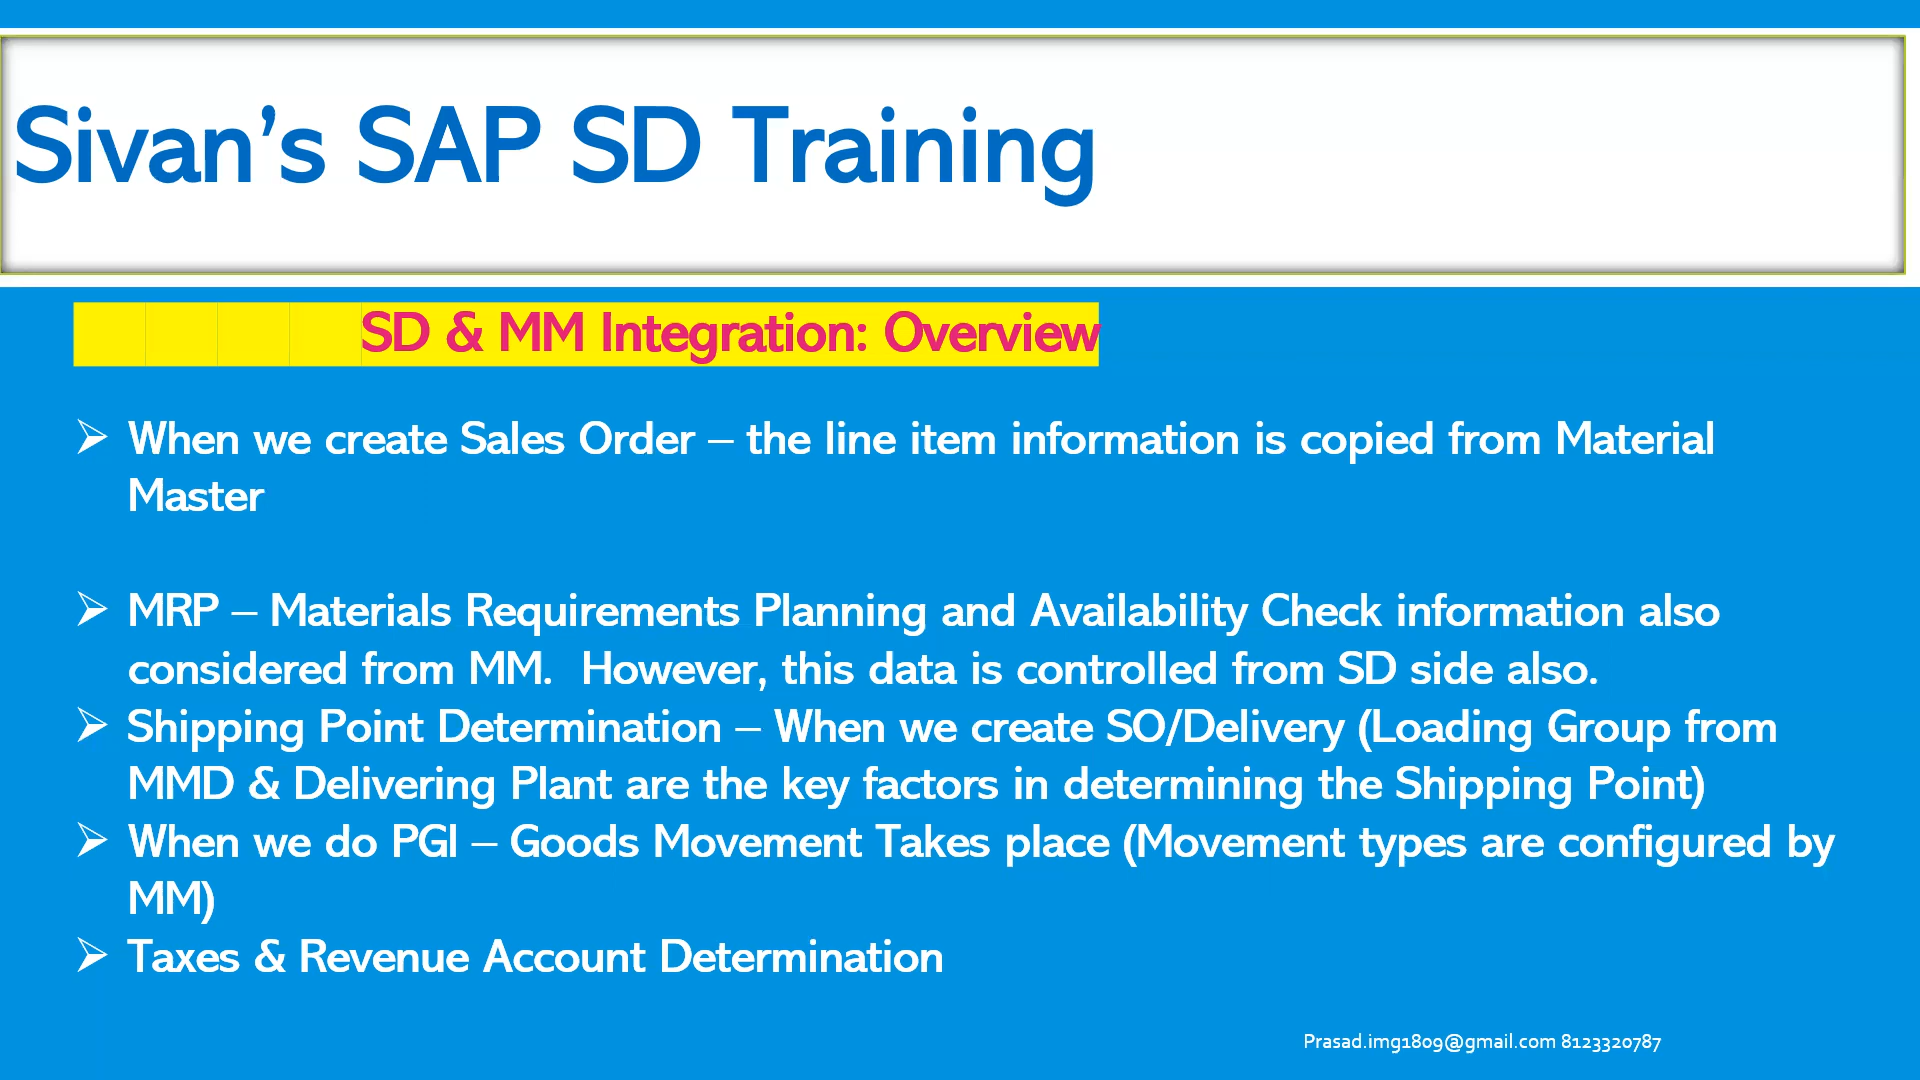 Sivan’s SAP SD Training
SD & MM Integration: Overview
➢ When we create Sales Order – the line item information is copied from Material
Master
➢ MRP – Materials Requirements Planning and Availability Check information also
considered from MM.  However, this data is controlled from SD side also.
➢ Shipping Point Determination – When we create SO/Delivery (Loading Group from
MMD & Delivering Plant are the key factors in determining the Shipping Point)
➢ When we do PGI – Goods Movement Takes place (Movement types are configured by
MM)
➢ Taxes & Revenue Account Determination
Prasad.img1809@gmail.com 8123320787